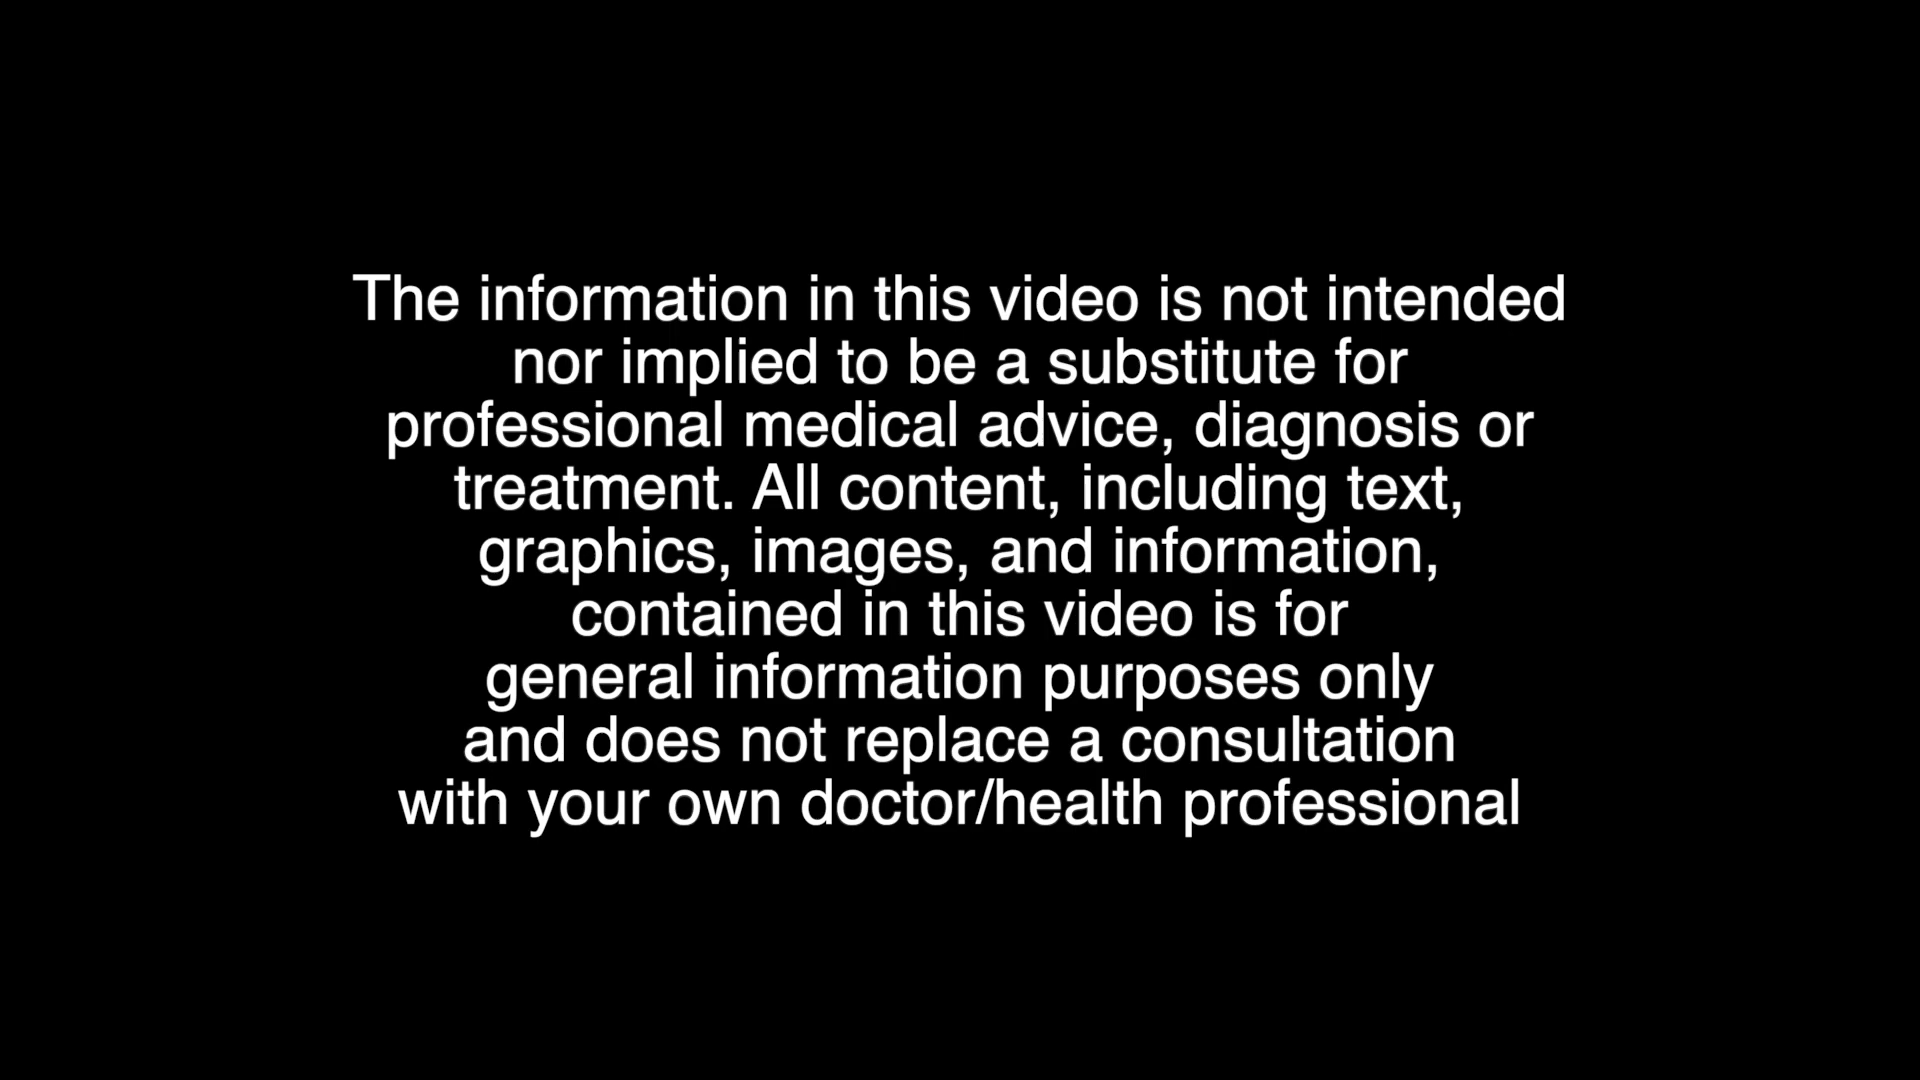 The information in this video is not intended
nor implied to be a substitute for
professional medical advice, diagnosis or
treatment. All content, including text,
graphics, images, and information,
contained in this video is for
general information purposes only
and does not replace a consultation
with your own doctor/health professional